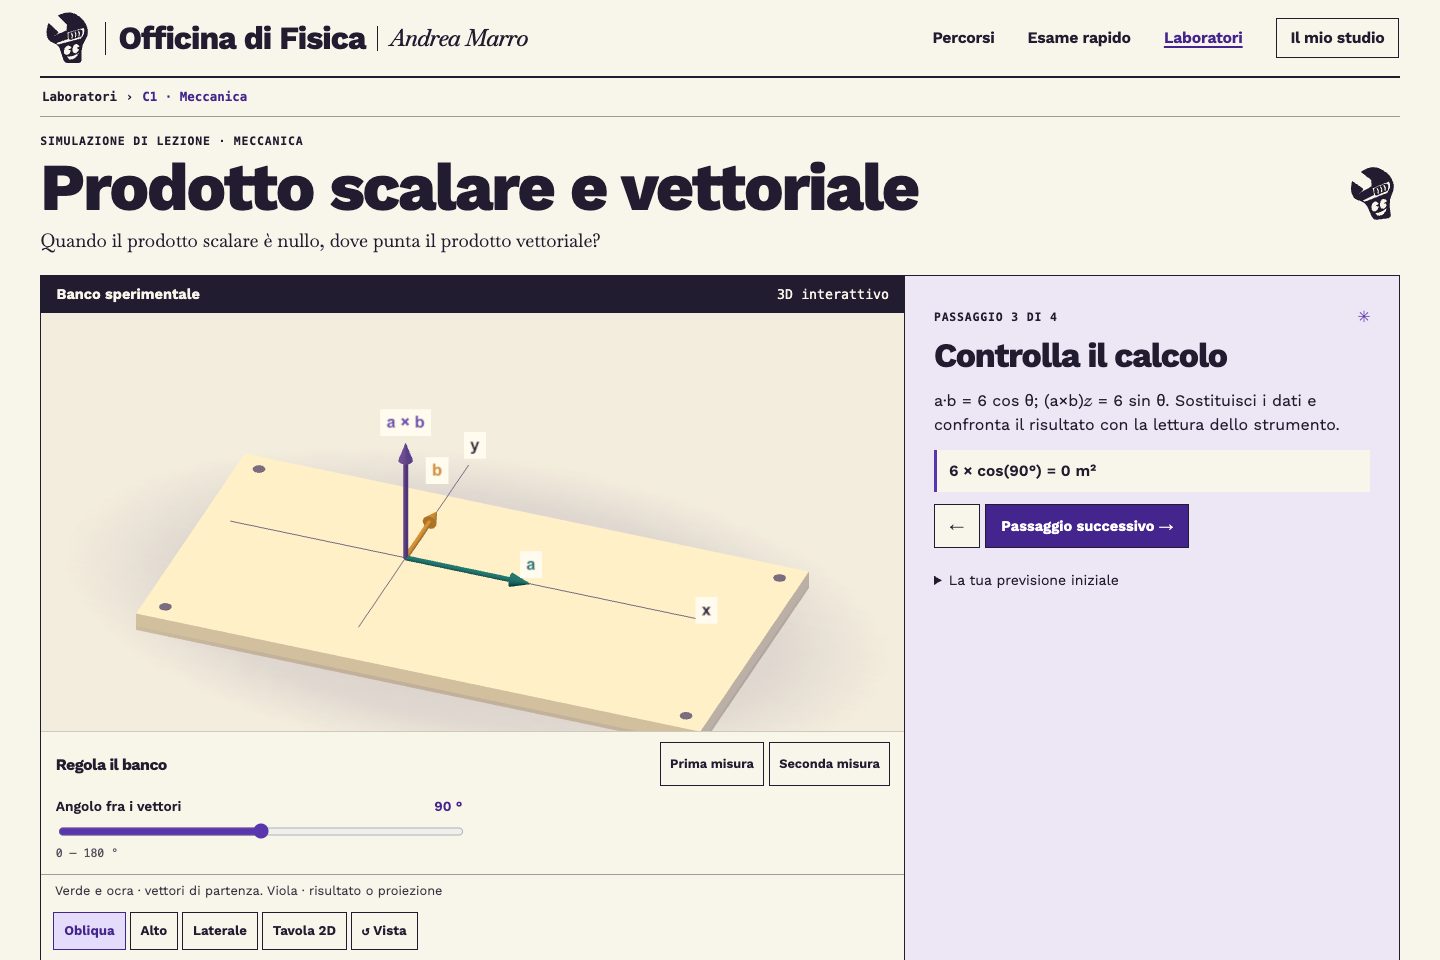 Officina di Fisica
Andrea Marro
Percorsi
Esame rapido
Laboratori
Il mio studio
Laboratori › C1 · Meccanica
SIMULAZIONE DI LEZIONE · MECCANICA
Prodotto scalare e vettoriale
Quando il prodotto scalare è nullo, dove punta il prodotto vettoriale?
Banco sperimentale
3D interattivo
a × b
y
b
a
x
Regola il banco
Prima misura
Seconda misura
Angolo fra i vettori
90 °
0 — 180 °
Verde e ocra · vettori di partenza. Viola · risultato o proiezione
Obliqua
Alto
Laterale
Tavola 2D
↺ Vista
PASSAGGIO 3 DI 4
Controlla il calcolo
a·b = 6 cos θ; (a×b)𝑧 = 6 sin θ. Sostituisci i dati e
confronta il risultato con la lettura dello strumento.
6 × cos(90°) = 0 m²
←
Passaggio successivo →
▶ La tua previsione iniziale